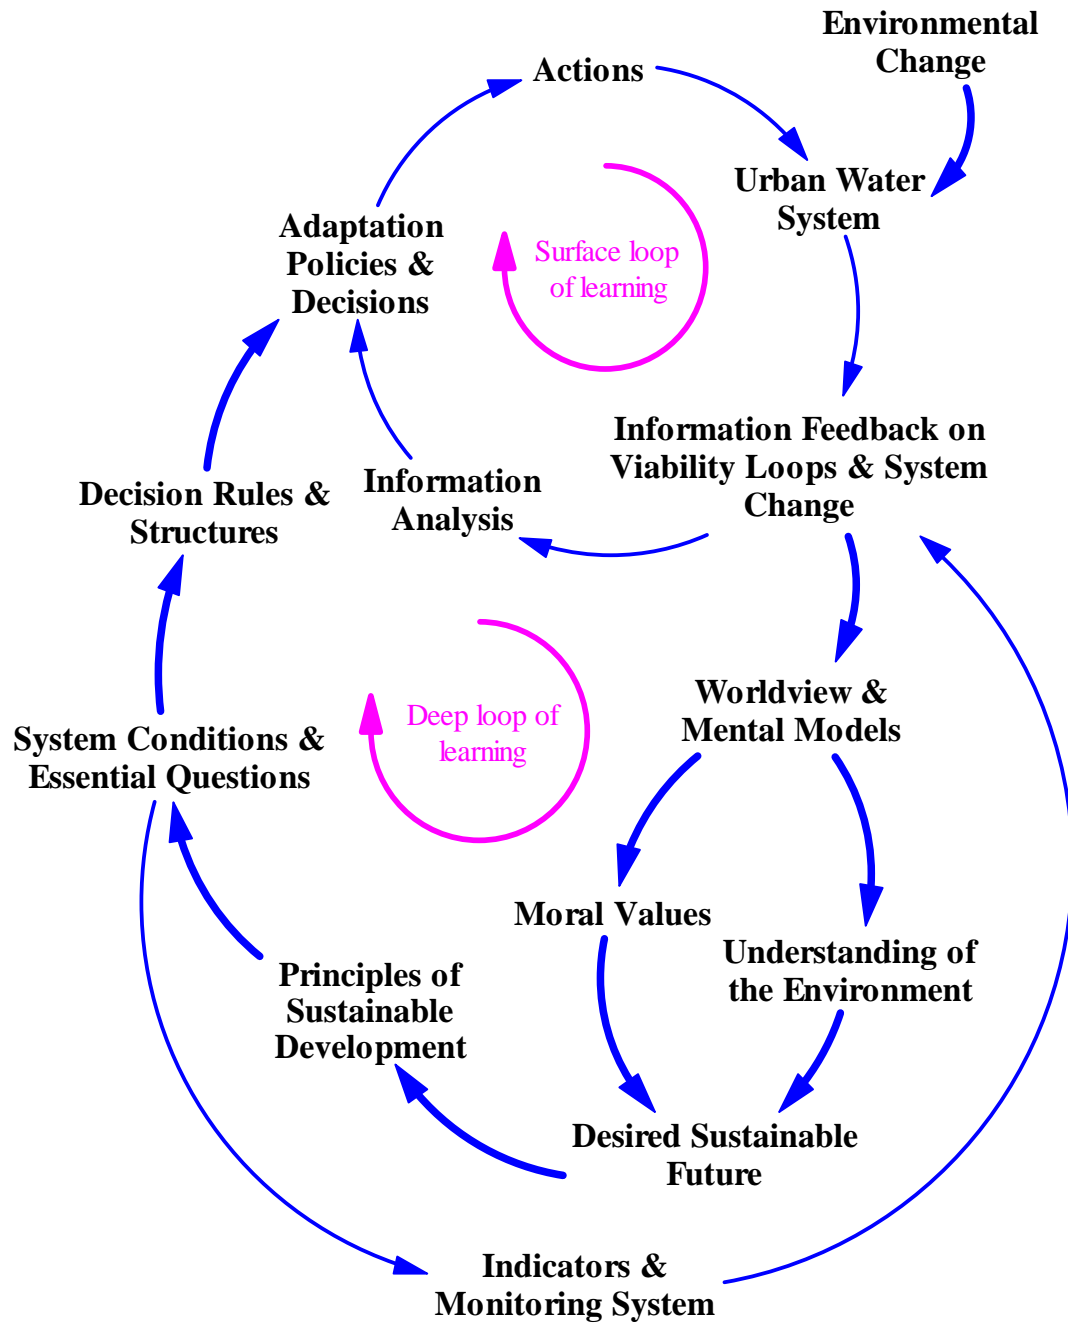 Environmental
Change
Actions
Urban Water
System
Adaptation
Policies &
Decisions
Surface loop
of learning
Information Feedback on
Viability Loops & System
Change
Information
Analysis
Decision Rules &
Structures
Worldview &
Mental Models
Deep loop of
learning
System Conditions &
Essential Questions
Moral Values
Understanding of
the Environment
Principles of
Sustainable
Development
Desired Sustainable
Future
Indicators &
Monitoring System